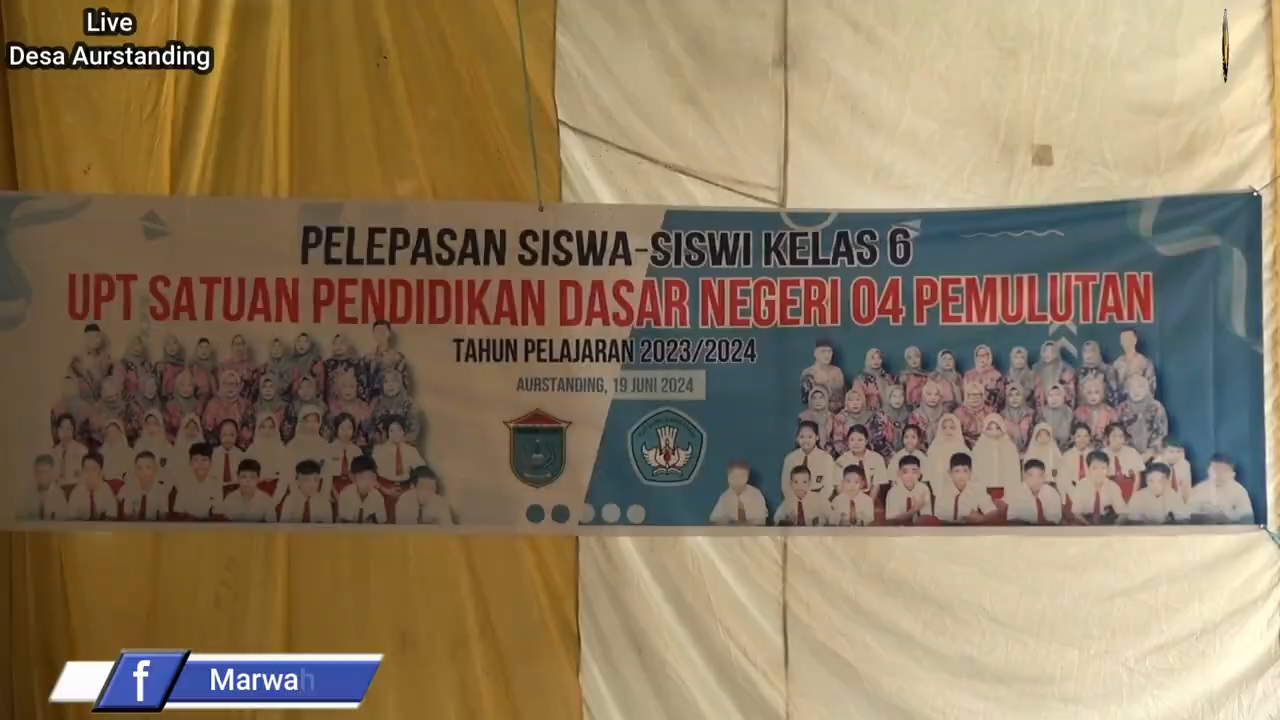 Live
Desa Aurstanding
PELEPASAN SISWA-SISWI KELAS 6
UPT SATUAN PENDIDIKAN DASAR NEGERI 04 PEMULUTAN
TAHUN PELAJARAN 2023/2024
AURSTANDING, 19 JUNI 2024
f
Marwah